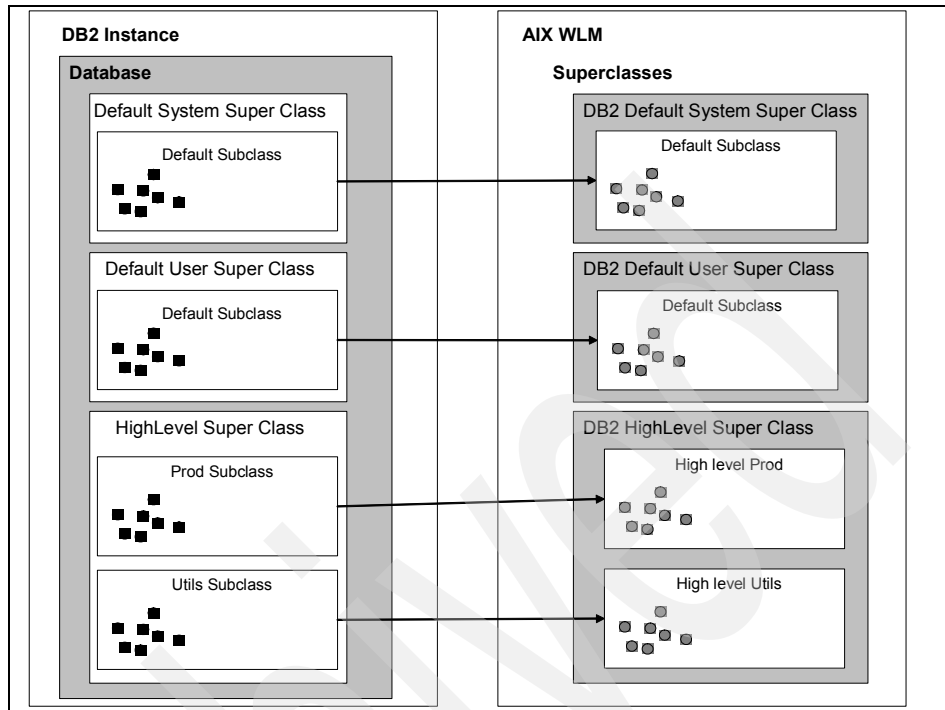 DB2 Instance
Database
Default System Super Class
Default Subclass
Default User Super Class
Default Subclass
HighLevel Super Class
Prod Subclass
Utils Subclass
AIX WLM
Superclasses
DB2 Default System Super Class
Default Subclass
DB2 Default User Super Class
Default Subclass
DB2 HighLevel Super Class
High level Prod
High level Utils